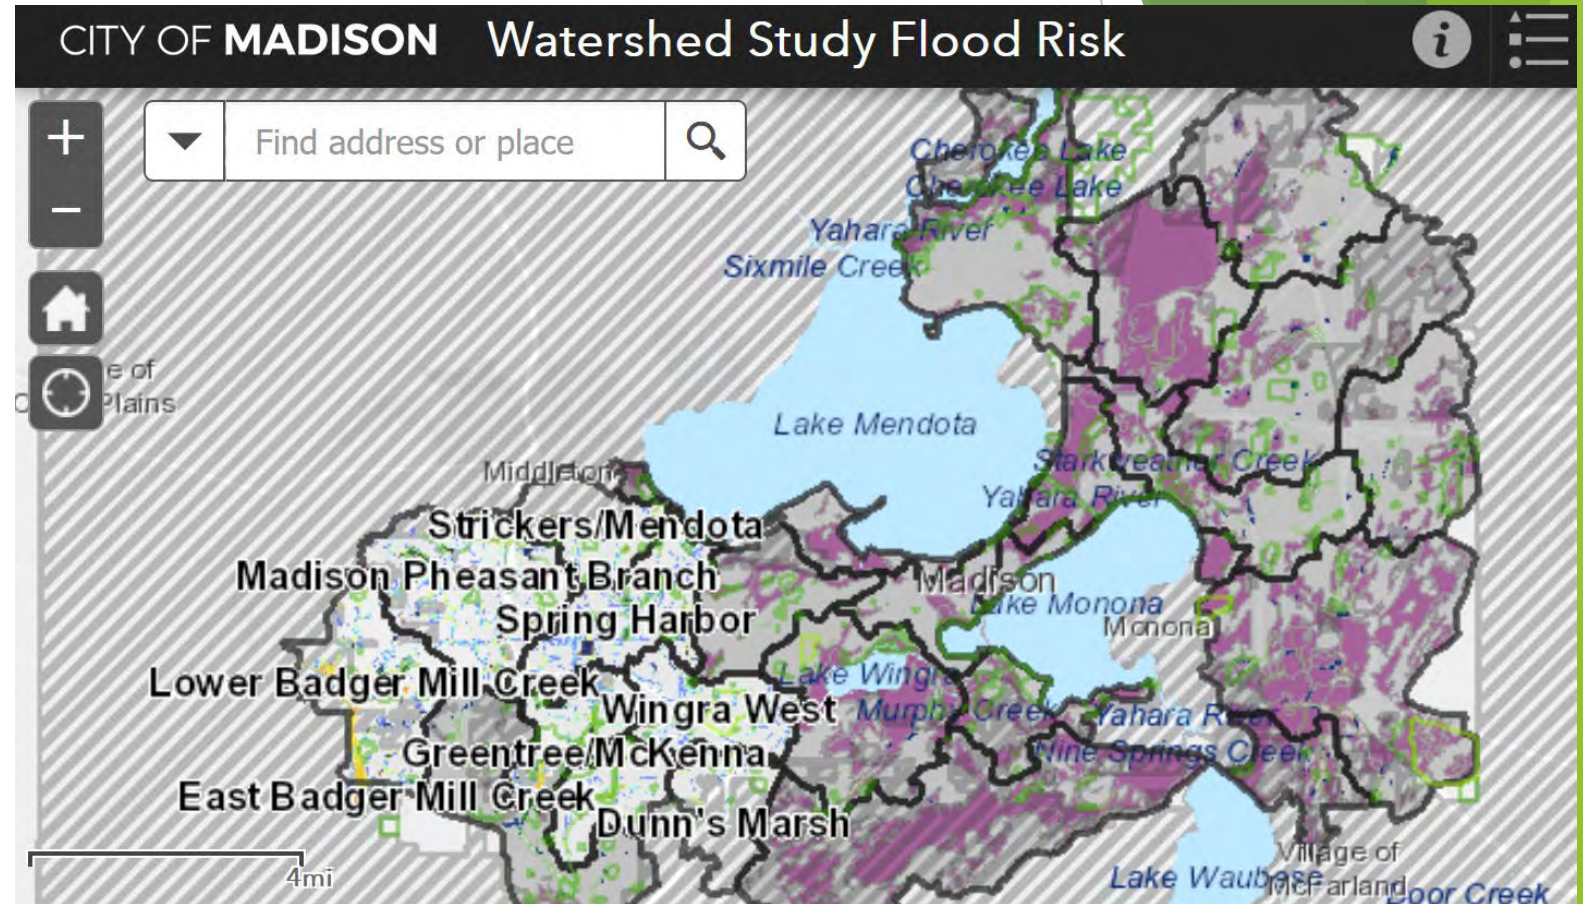 CITY OF MADISON Watershed Study Flood Risk
i
+
Find address or place
−
Cherokee Lake
Cherokee Lake
Yahara River
Sixmile Creek
e of
Plains
Lake Mendota
Middleton
Starkweather Creek
Yahara River
Strickers/Mendota
Madison Pheasant Branch
Madison
Spring Harbor
Lake Monona
Monona
Lower Badger Mill Creek
Lake Wingra
Wingra West
Murphy Creek
Yahara River
Greentree/McKenna
Nine Springs Creek
East Badger Mill Creek
Dunn's Marsh
Village of
McFarland
4mi
Lake Waubesa
Door Creek